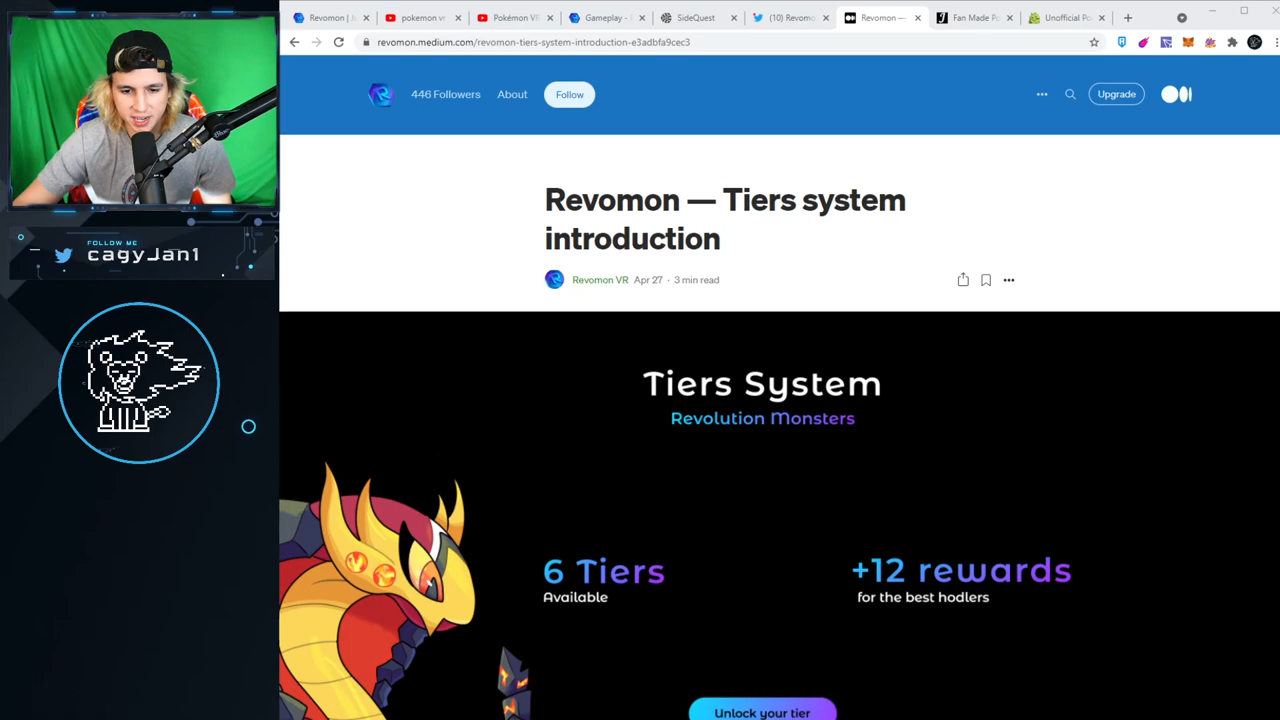 Revomon | J
pokemon vr
Pokémon VR
Gameplay -
SideQuest
(10) Revomo
Revomon —
Fan Made Po
Unofficial Po
revomon.medium.com/revomon-tiers-system-introduction-e3adbfa9cec3
446 Followers
About
Follow
Upgrade
Revomon — Tiers system
introduction
Revomon VR Apr 27 · 3 min read
FOLLOW ME
cagyJan1
Tiers System
Revolution Monsters
6 Tiers
Available
+12 rewards
for the best hodlers
Unlock your tier